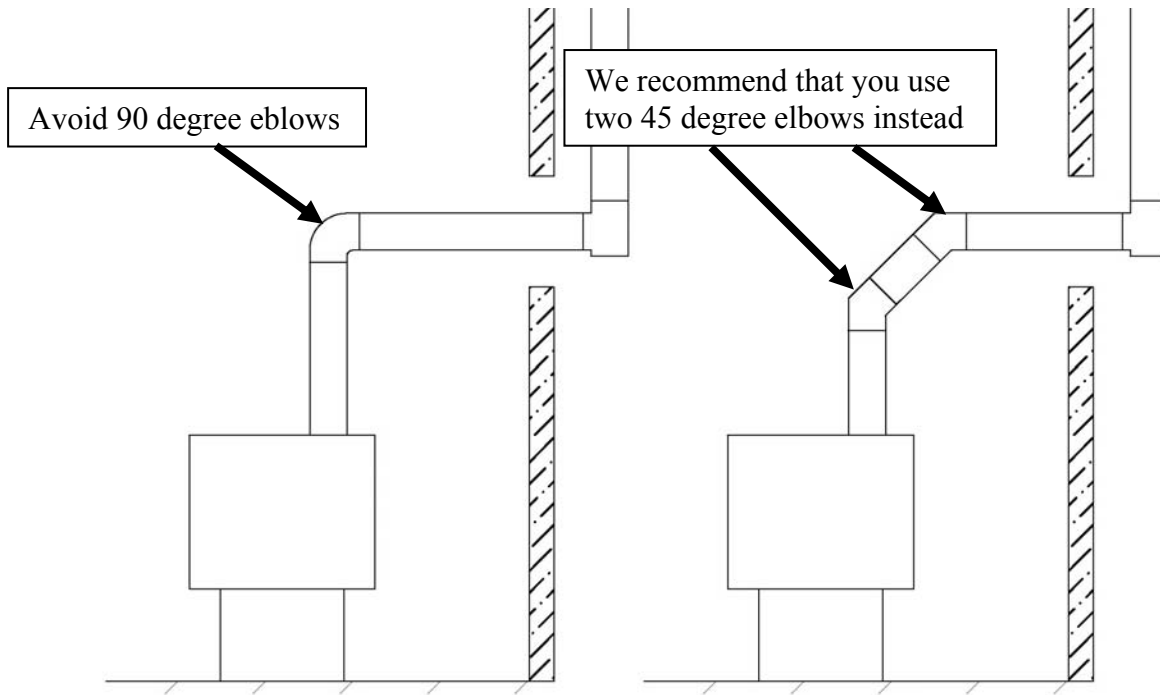 Avoid 90 degree eblows
We recommend that you use
two 45 degree elbows instead